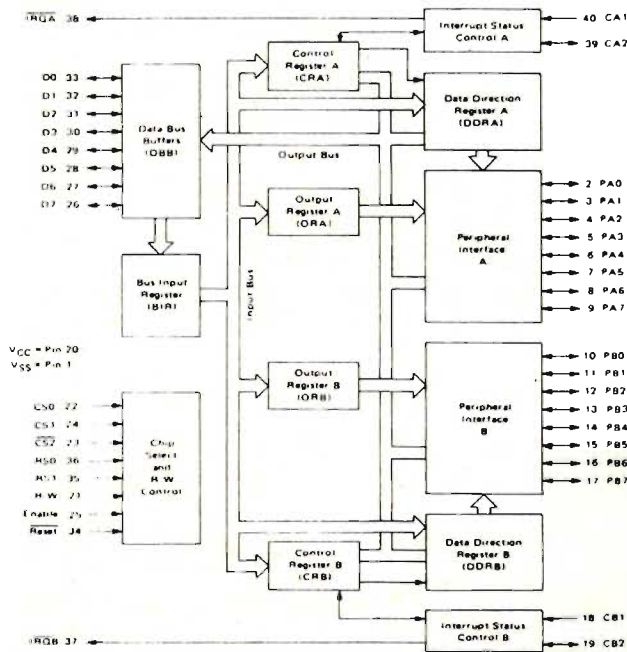 IRQA 38
Interrupt Status
Control A
40 CA1
39 CA2
Control
Register A
(CRA)
D0 33
D1 32
D2 31
D3 30
D4 29
D5 28
D6 27
D7 26
Data Bus
Buffers
(DBB)
Data Direction
Register A
(DDRA)
Output Bus
Output
Register A
(ORA)
Peripheral
Interface
A
2 PA0
3 PA1
4 PA2
5 PA3
6 PA4
7 PA5
8 PA6
9 PA7
Bus Input
Register
(BIR)
Input Bus
VCC = Pin 20
VSS = Pin 1
Output
Register B
(ORB)
Peripheral
Interface
B
10 PB0
11 PB1
12 PB2
13 PB3
14 PB4
15 PB5
16 PB6
17 PB7
CS0 22
CS1 24
CS2 23
RS0 36
RS1 35
R/W 21
Enable 25
Reset 34
Chip
Select
and
R/W
Control
Control
Register B
(CRB)
Data Direction
Register B
(DDRB)
IRQB 37
Interrupt Status
Control B
18 CB1
19 CB2